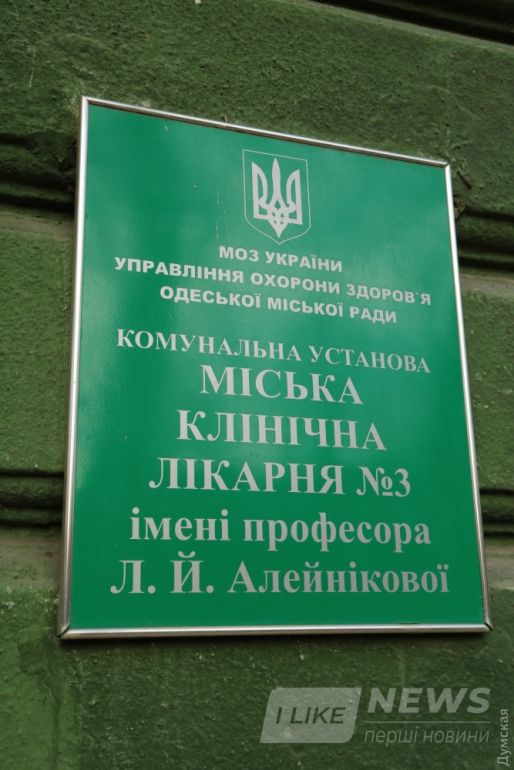 МОЗ УКРАЇНИ
УПРАВЛІННЯ ОХОРОНИ ЗДОРОВ`Я
ОДЕСЬКОЇ МІСЬКОЇ РАДИ
КОМУНАЛЬНА УСТАНОВА
МІСЬКА
КЛІНІЧНА
ЛІКАРНЯ №3
імені професора
Л. Й. Алейнікової
I LIKE NEWS
перші новини
Думская